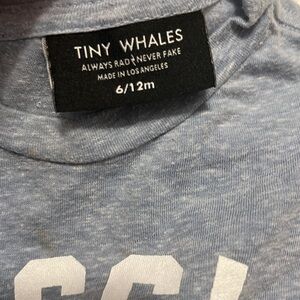 TINY WHALES
ALWAYS RAD NEVER FAKE
MADE IN LOS ANGELES
6/12m